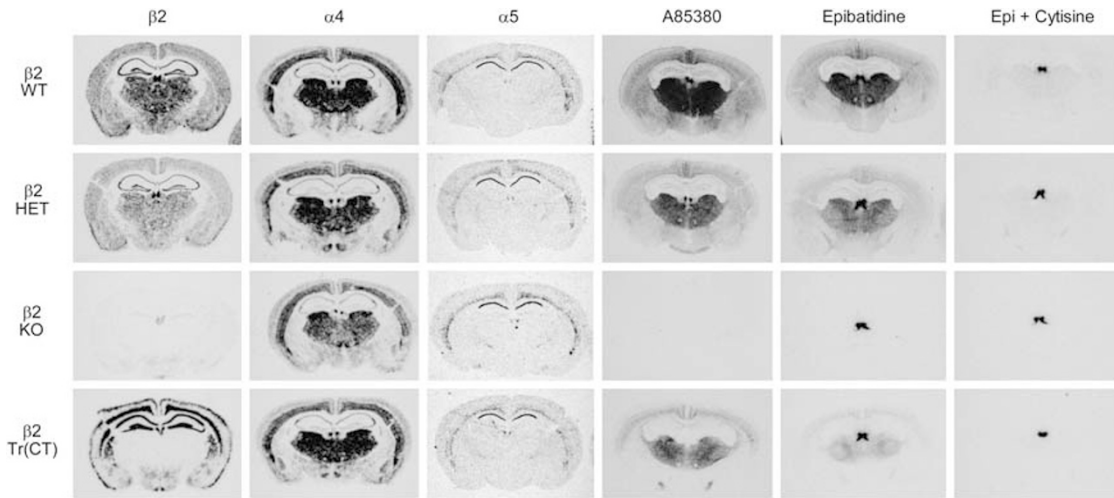 β2 α4 α5 A85380 Epibatidine Epi + Cytisine
β2
WT
β2
HET
β2
KO
β2
Tr(CT)